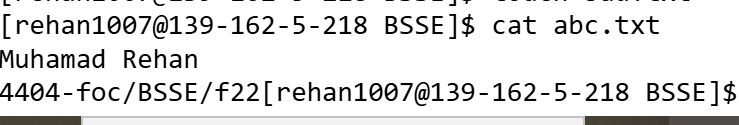 [rehan1007@139-162-5-218 BSSE]$ cat abc.txt
Muhamad Rehan
4404-foc/BSSE/f22[rehan1007@139-162-5-218 BSSE]$